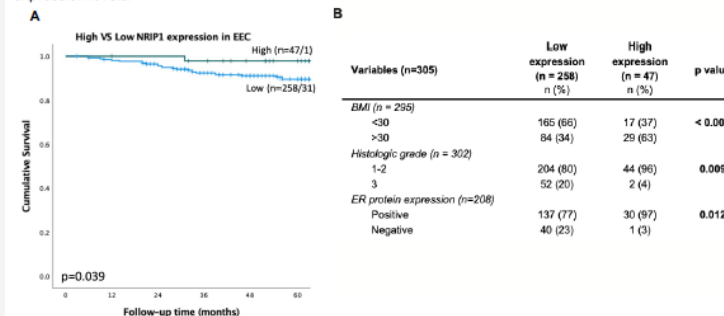 A
High VS Low NRIP1 expression in EEC
High (n=47/1)
Low (n=258/31)
Cumulative Survival
1.0
0.8
0.6
0.4
0.2
0.0
p=0.039
0 12 24 36 48 60
Follow-up time (months)
B
Variables (n=305) Low expression (n = 258) n (%) High expression (n = 47) n (%) p value
BMI (n = 295)
<30 165 (66) 17 (37) < 0.00
>30 84 (34) 29 (63)
Histologic grade (n = 302)
1-2 204 (80) 44 (96) 0.009
3 52 (20) 2 (4)
ER protein expression (n=208)
Positive 137 (77) 30 (97) 0.012
Negative 40 (23) 1 (3)